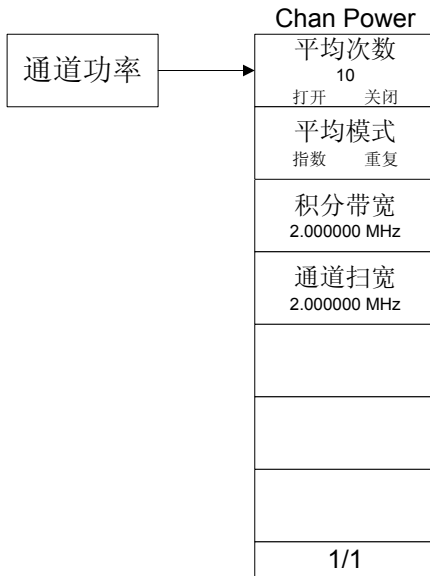 Chan Power
通道功率
平均次数
10
打开 关闭
平均模式
指数 重复
积分带宽
2.000000 MHz
通道扫宽
2.000000 MHz
1/1